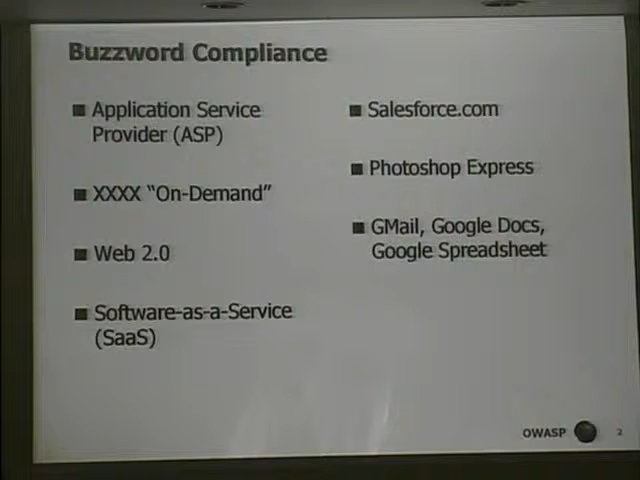 Buzzword Compliance
■ Application Service
Provider (ASP)
■ XXXX "On-Demand"
■ Web 2.0
■ Software-as-a-Service
(SaaS)
■ Salesforce.com
■ Photoshop Express
■ GMail, Google Docs,
Google Spreadsheet
OWASP
2